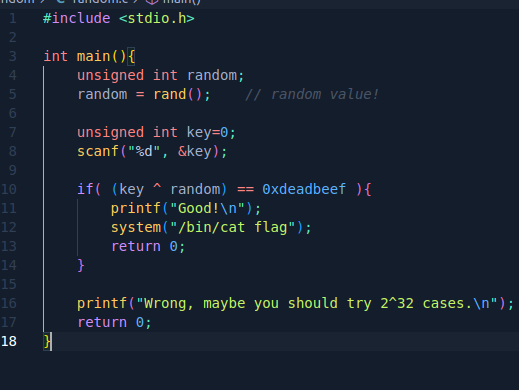 random.c main()
1 #include <stdio.h>
2
3 int main(){
4 unsigned int random;
5 random = rand(); // random value!
6
7 unsigned int key=0;
8 scanf("%d", &key);
9
10 if( (key ^ random) == 0xdeadbeef ){
11 printf("Good!\n");
12 system("/bin/cat flag");
13 return 0;
14 }
15
16 printf("Wrong, maybe you should try 2^32 cases.\n");
17 return 0;
18 }